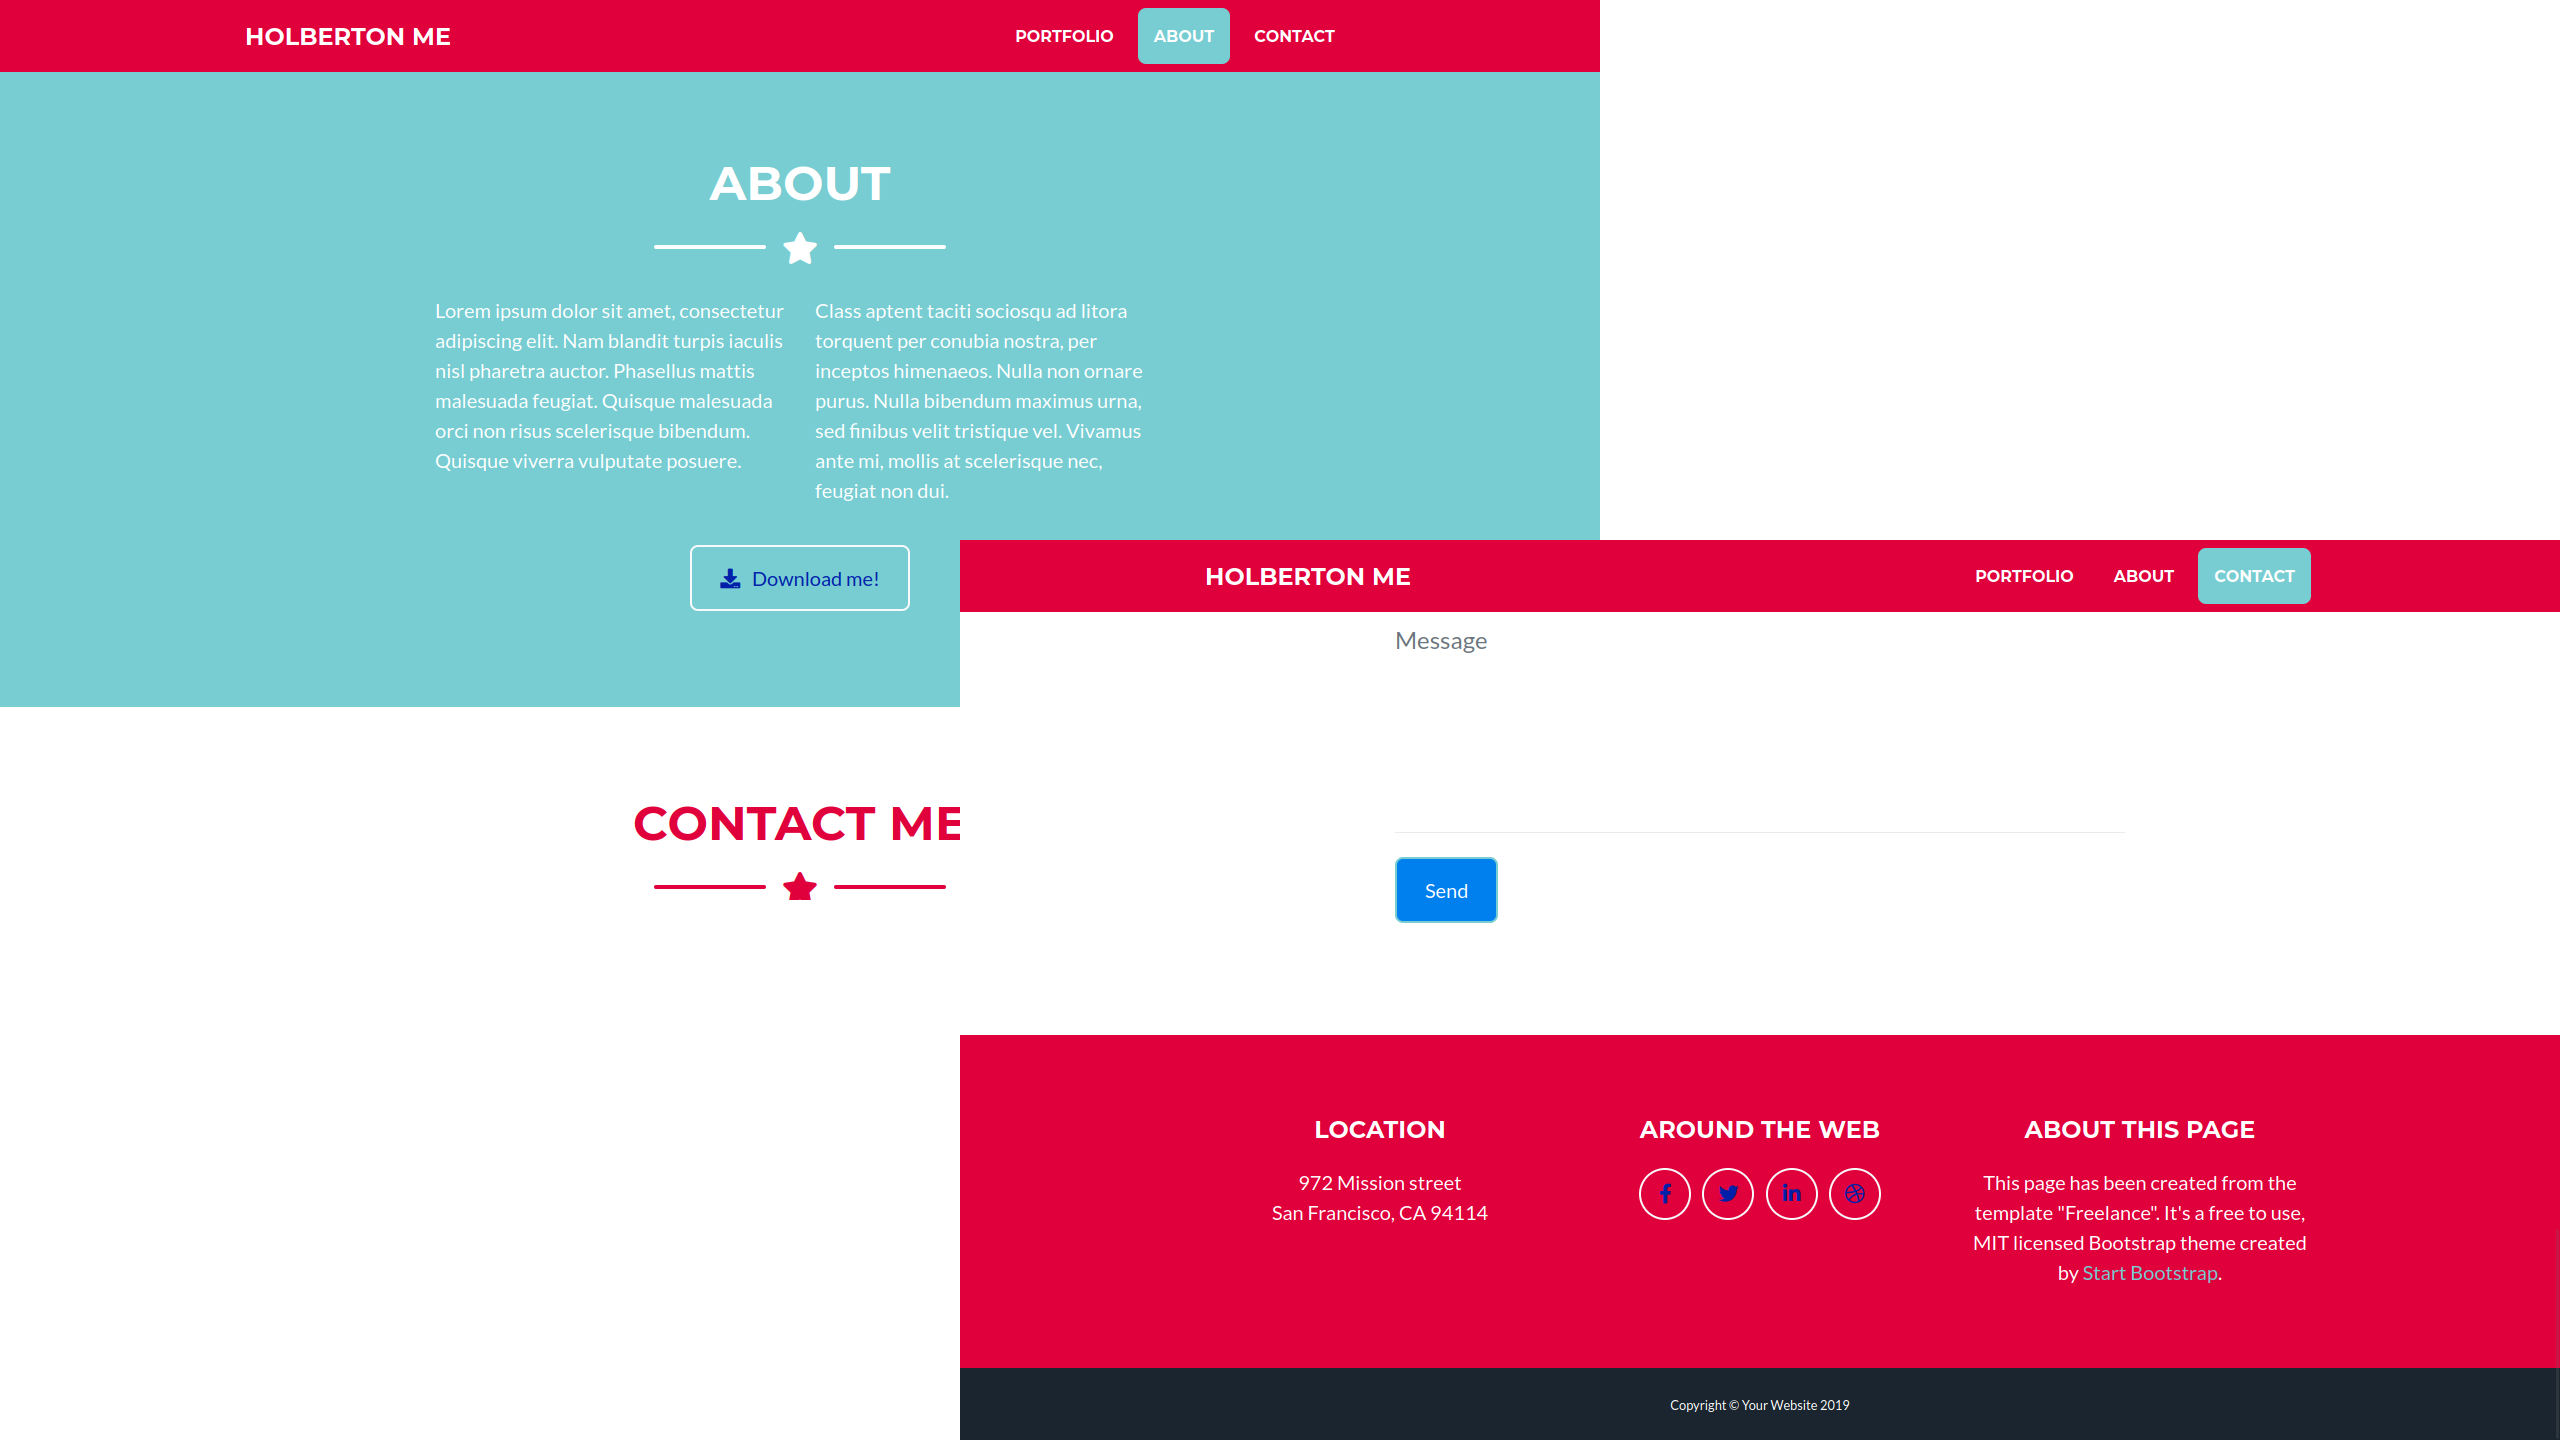 HOLBERTON ME
PORTFOLIO ABOUT CONTACT
ABOUT
Lorem ipsum dolor sit amet, consectetur
adipiscing elit. Nam blandit turpis iaculis
nisl pharetra auctor. Phasellus mattis
malesuada feugiat. Quisque malesuada
orci non risus scelerisque bibendum.
Quisque viverra vulputate posuere.
Class aptent taciti sociosqu ad litora
torquent per conubia nostra, per
inceptos himenaeos. Nulla non ornare
purus. Nulla bibendum maximus urna,
sed finibus velit tristique vel. Vivamus
ante mi, mollis at scelerisque nec,
feugiat non dui.
Download me!
CONTACT ME
HOLBERTON ME
PORTFOLIO ABOUT CONTACT
Message
Send
LOCATION
972 Mission street
San Francisco, CA 94114
AROUND THE WEB
ABOUT THIS PAGE
This page has been created from the
template "Freelance". It's a free to use,
MIT licensed Bootstrap theme created
by Start Bootstrap.
Copyright © Your Website 2019